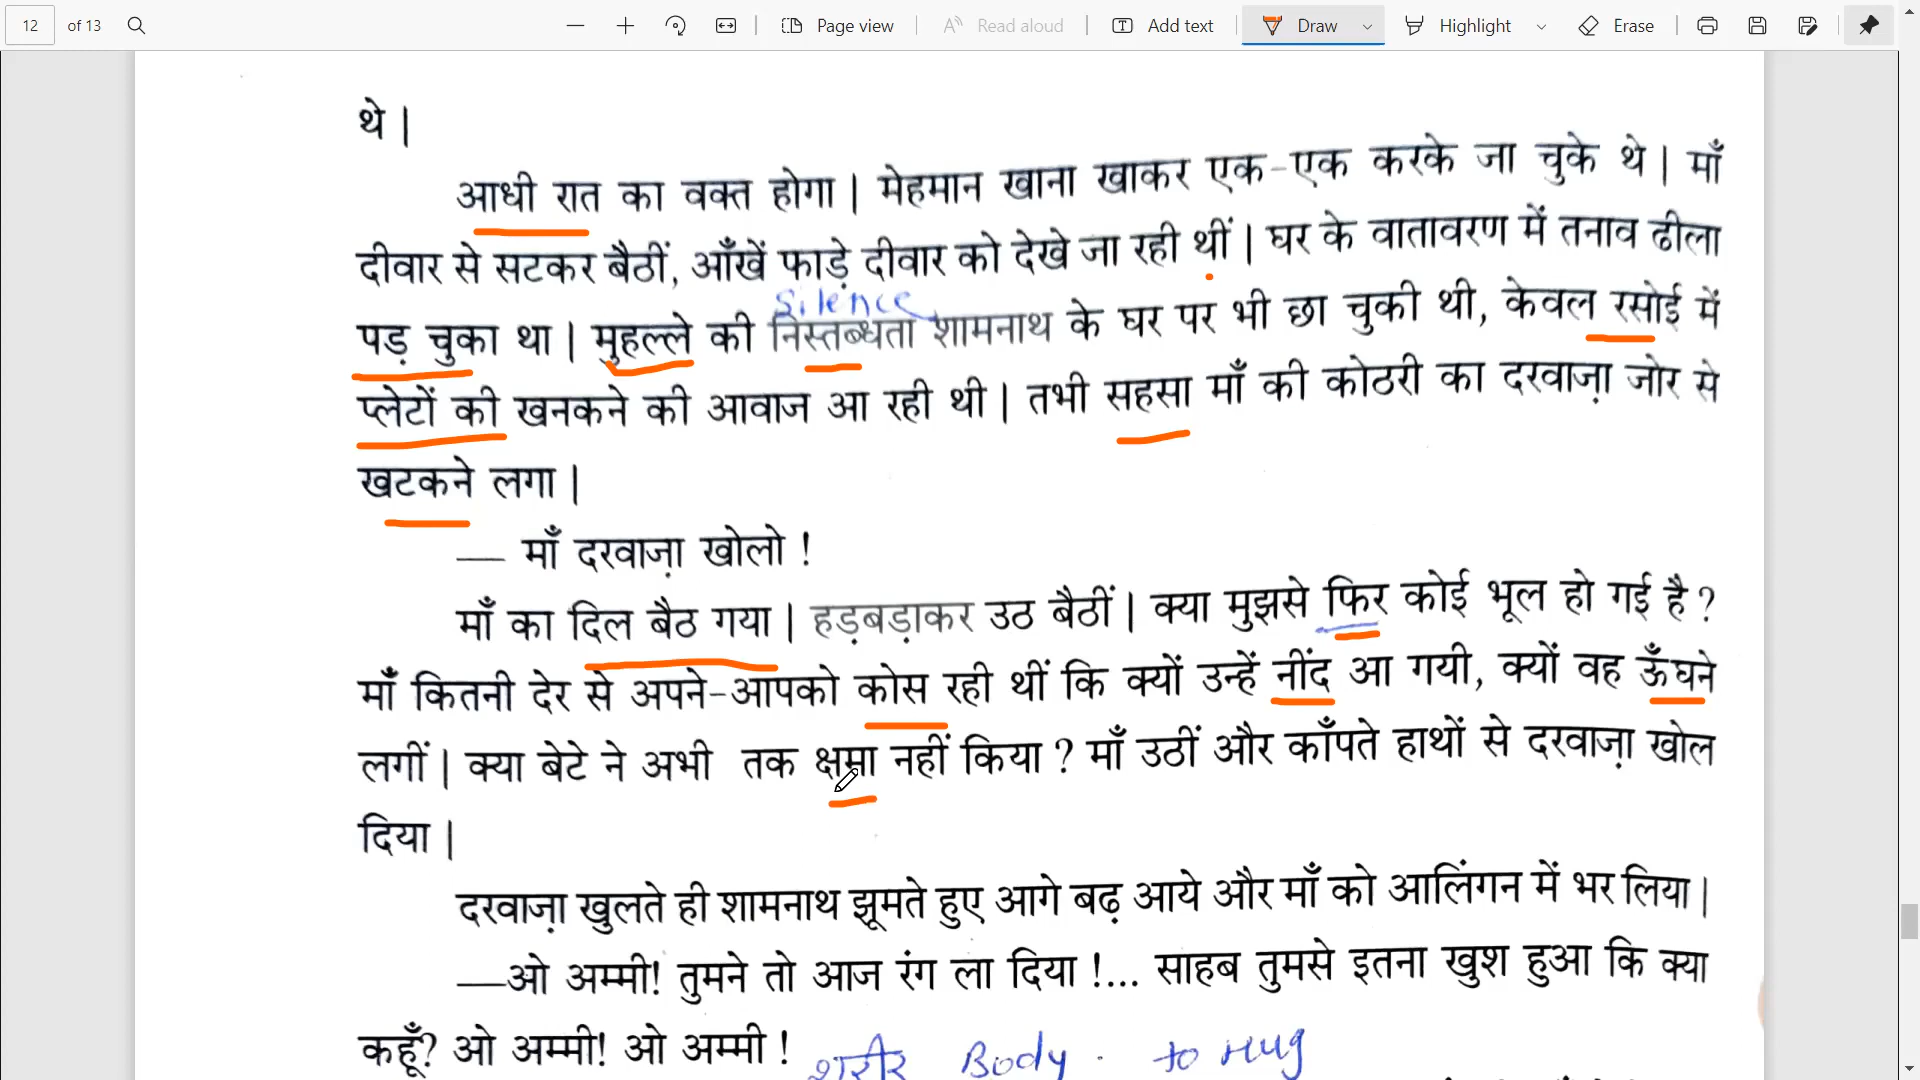 12 of 13 Page view Read aloud Add text Draw Highlight Erase
थे |
आधी रात का वक्त होगा | मेहमान खाना खाकर एक-एक करके जा चुके थे | माँ
दीवार से सटकर बैठीं, आँखें फाड़े दीवार को देखे जा रही थीं | घर के वातावरण में तनाव ढीला
Silence
पड़ चुका था | मुहल्ले की निस्तब्धता शामनाथ के घर पर भी छा चुकी थी, केवल रसोई में
प्लेटों की खनकने की आवाज आ रही थी | तभी सहसा माँ की कोठरी का दरवाज़ा जोर से
खटकने लगा |
— माँ दरवाज़ा खोलो !
माँ का दिल बैठ गया | हड़बड़ाकर उठ बैठीं | क्या मुझसे फिर कोई भूल हो गई है ?
माँ कितनी देर से अपने-आपको कोस रही थीं कि क्यों उन्हें नींद आ गयी, क्यों वह ऊँघने
लगीं | क्या बेटे ने अभी तक क्षमा नहीं किया ? माँ उठीं और काँपते हाथों से दरवाज़ा खोल
दिया |
दरवाज़ा खुलते ही शामनाथ झूमते हुए आगे बढ़ आये और माँ को आलिंगन में भर लिया |
—ओ अम्मी! तुमने तो आज रंग ला दिया !... साहब तुमसे इतना खुश हुआ कि क्या
कहूँ? ओ अम्मी! ओ अम्मी !
शरीर Body . to Hug